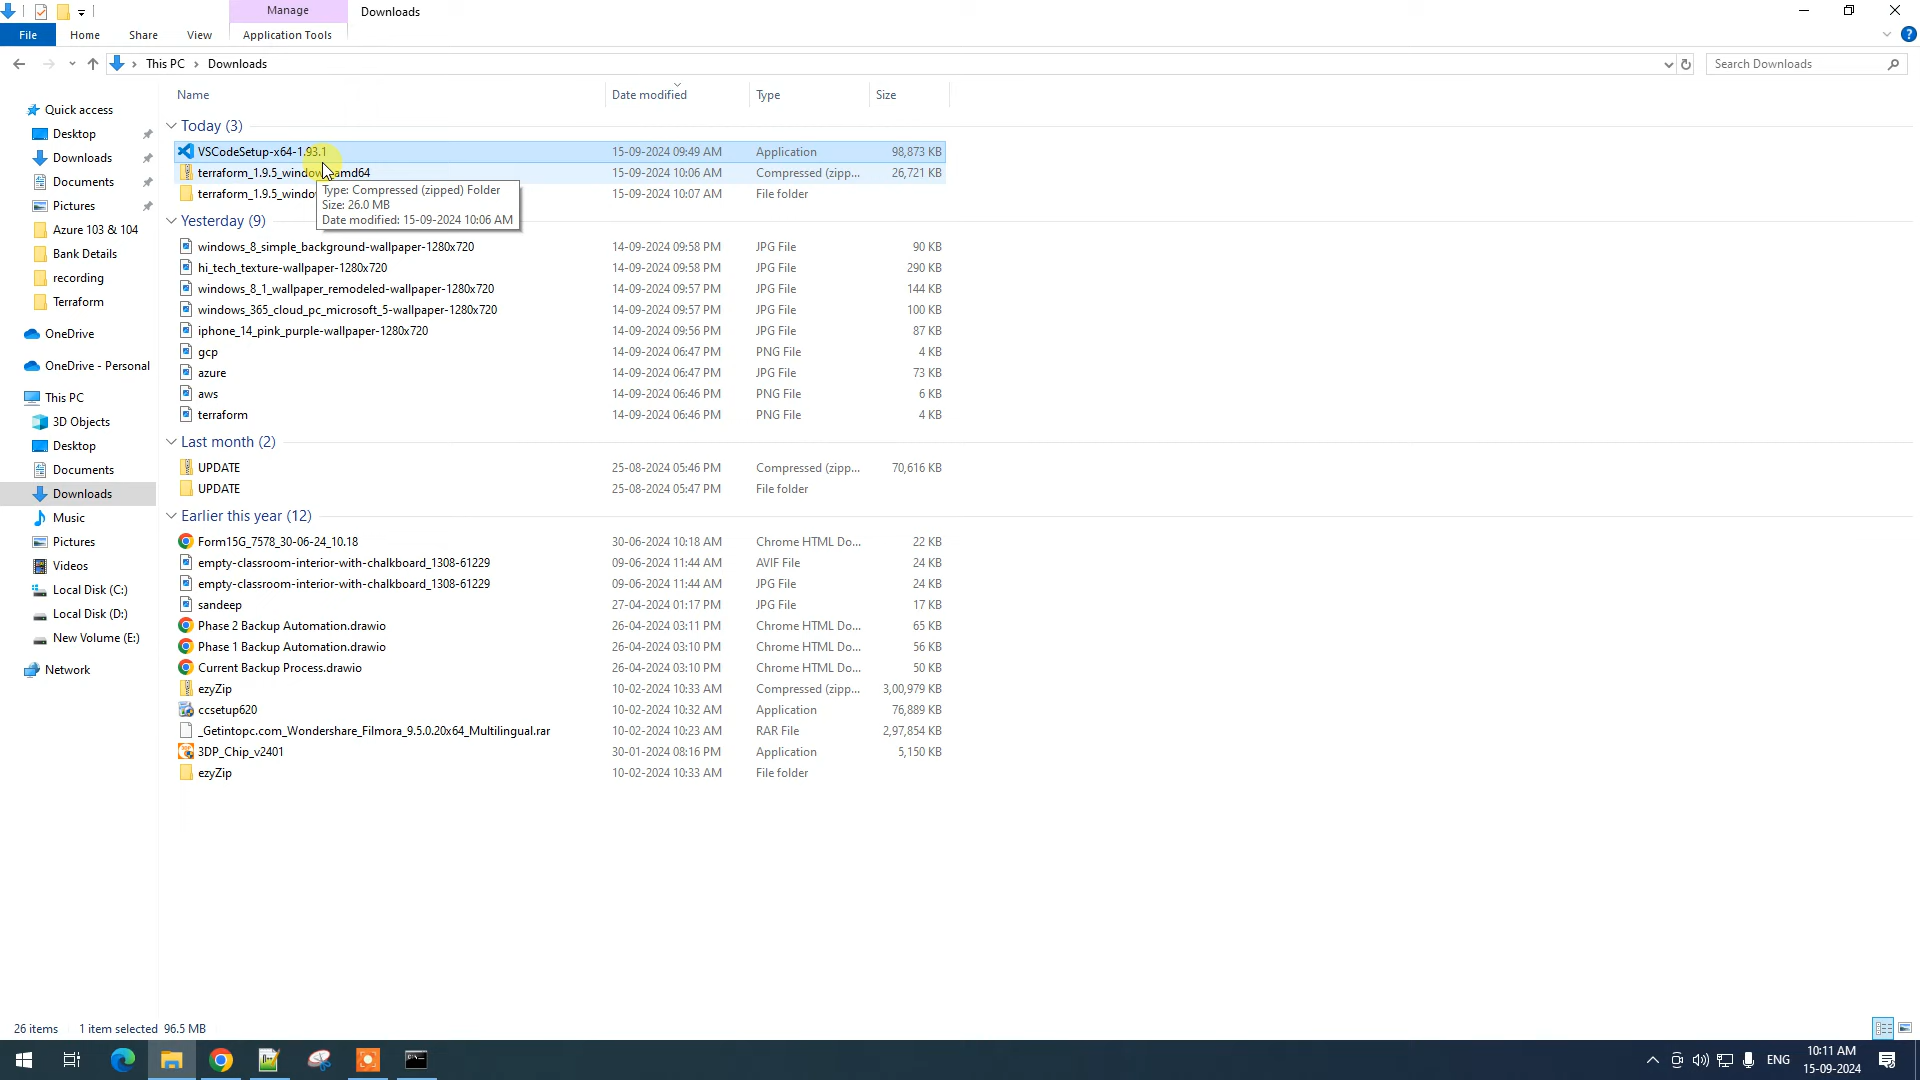 Manage Downloads
File Home Share View Application Tools
This PC Downloads Search Downloads
Name Date modified Type Size
Quick access
Desktop
Downloads
Documents
Pictures
Azure 103 & 104
Bank Details
recording
Terraform
OneDrive
OneDrive - Personal
This PC
3D Objects
Desktop
Documents
Downloads
Music
Pictures
Videos
Local Disk (C:)
Local Disk (D:)
New Volume (E:)
Network
Today (3)
VSCodeSetup-x64-1.93.1 15-09-2024 09:49 AM Application 98,873 KB
terraform_1.9.5_windows_amd64 15-09-2024 10:06 AM Compressed (zipp... 26,721 KB
terraform_1.9.5_windo 15-09-2024 10:07 AM File folder
Type: Compressed (zipped) Folder
Size: 26.0 MB
Date modified: 15-09-2024 10:06 AM
Yesterday (9)
windows_8_simple_background-wallpaper-1280x720 14-09-2024 09:58 PM JPG File 90 KB
hi_tech_texture-wallpaper-1280x720 14-09-2024 09:58 PM JPG File 290 KB
windows_8_1_wallpaper_remodeled-wallpaper-1280x720 14-09-2024 09:57 PM JPG File 144 KB
windows_365_cloud_pc_microsoft_5-wallpaper-1280x720 14-09-2024 09:57 PM JPG File 100 KB
iphone_14_pink_purple-wallpaper-1280x720 14-09-2024 09:56 PM JPG File 87 KB
gcp 14-09-2024 06:47 PM PNG File 4 KB
azure 14-09-2024 06:47 PM JPG File 73 KB
aws 14-09-2024 06:46 PM PNG File 6 KB
terraform 14-09-2024 06:46 PM PNG File 4 KB
Last month (2)
UPDATE 25-08-2024 05:46 PM Compressed (zipp... 70,616 KB
UPDATE 25-08-2024 05:47 PM File folder
Earlier this year (12)
Form15G_7578_30-06-24_10.18 30-06-2024 10:18 AM Chrome HTML Do... 22 KB
empty-classroom-interior-with-chalkboard_1308-61229 09-06-2024 11:44 AM AVIF File 24 KB
empty-classroom-interior-with-chalkboard_1308-61229 09-06-2024 11:44 AM JPG File 24 KB
sandeep 27-04-2024 01:17 PM JPG File 17 KB
Phase 2 Backup Automation.drawio 26-04-2024 03:11 PM Chrome HTML Do... 65 KB
Phase 1 Backup Automation.drawio 26-04-2024 03:10 PM Chrome HTML Do... 56 KB
Current Backup Process.drawio 26-04-2024 03:10 PM Chrome HTML Do... 50 KB
ezyZip 10-02-2024 10:33 AM Compressed (zipp... 3,00,979 KB
ccsetup620 10-02-2024 10:32 AM Application 76,889 KB
_Getintopc.com_Wondershare_Filmora_9.5.0.20x64_Multilingual.rar 10-02-2024 10:23 AM RAR File 2,97,854 KB
3DP_Chip_v2401 30-01-2024 08:16 PM Application 5,150 KB
ezyZip 10-02-2024 10:33 AM File folder
26 items 1 item selected 96.5 MB
ENG
10:11 AM
15-09-2024